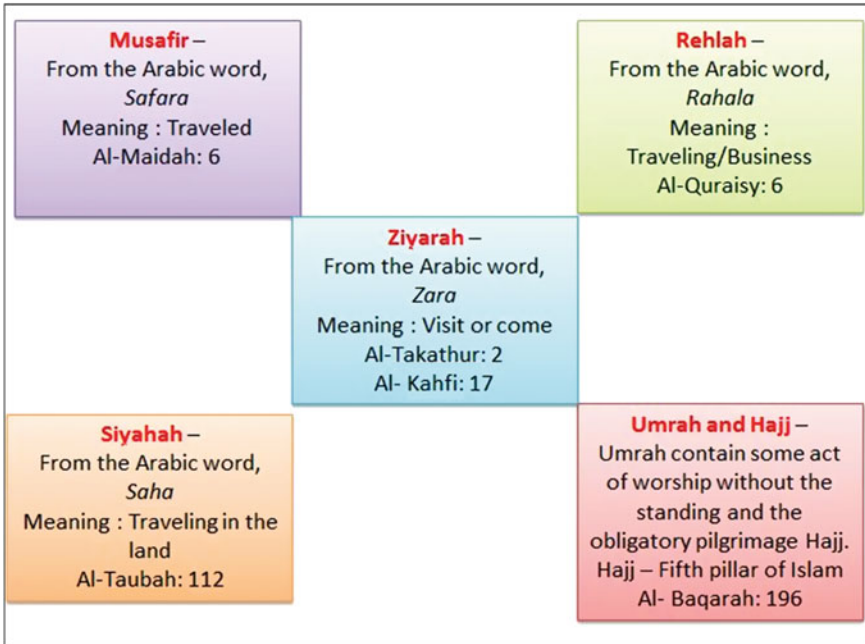 Musafir –
From the Arabic word,
Safara
Meaning : Traveled
Al-Maidah: 6
Rehlah –
From the Arabic word,
Rahala
Meaning :
Traveling/Business
Al-Quraisy: 6
Ziyarah –
From the Arabic word,
Zara
Meaning : Visit or come
Al-Takathur: 2
Al- Kahfi: 17
Siyahah –
From the Arabic word,
Saha
Meaning : Traveling in the
land
Al-Taubah: 112
Umrah and Hajj –
Umrah contain some act
of worship without the
standing and the
obligatory pilgrimage Hajj.
Hajj – Fifth pillar of Islam
Al- Baqarah: 196